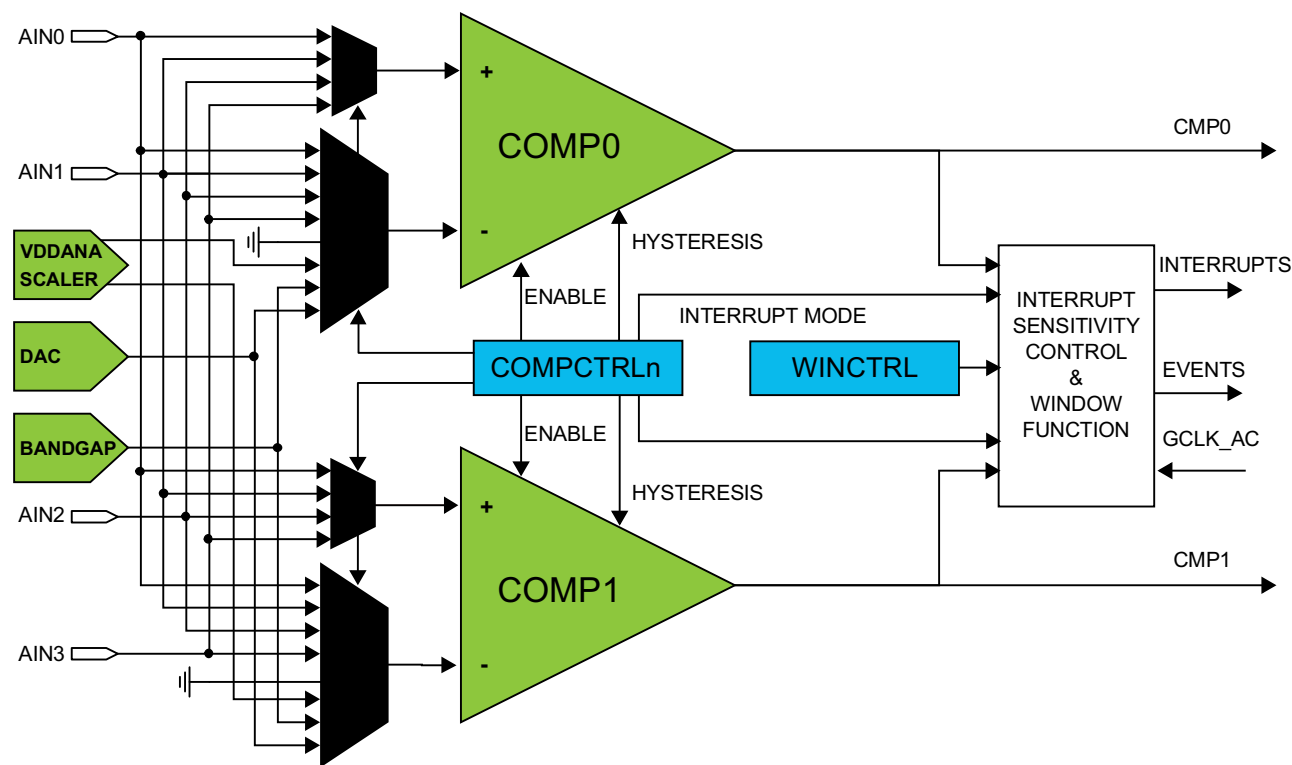 AIN0
+
COMP0
CMP0
AIN1
-
HYSTERESIS
VDDANA
SCALER
ENABLE
INTERRUPTS
INTERRUPT MODE
INTERRUPT
SENSITIVITY
CONTROL
&
WINDOW
FUNCTION
DAC
COMPCTRLn
WINCTRL
EVENTS
BANDGAP
ENABLE
GCLK_AC
HYSTERESIS
AIN2
+
COMP1
CMP1
AIN3
-